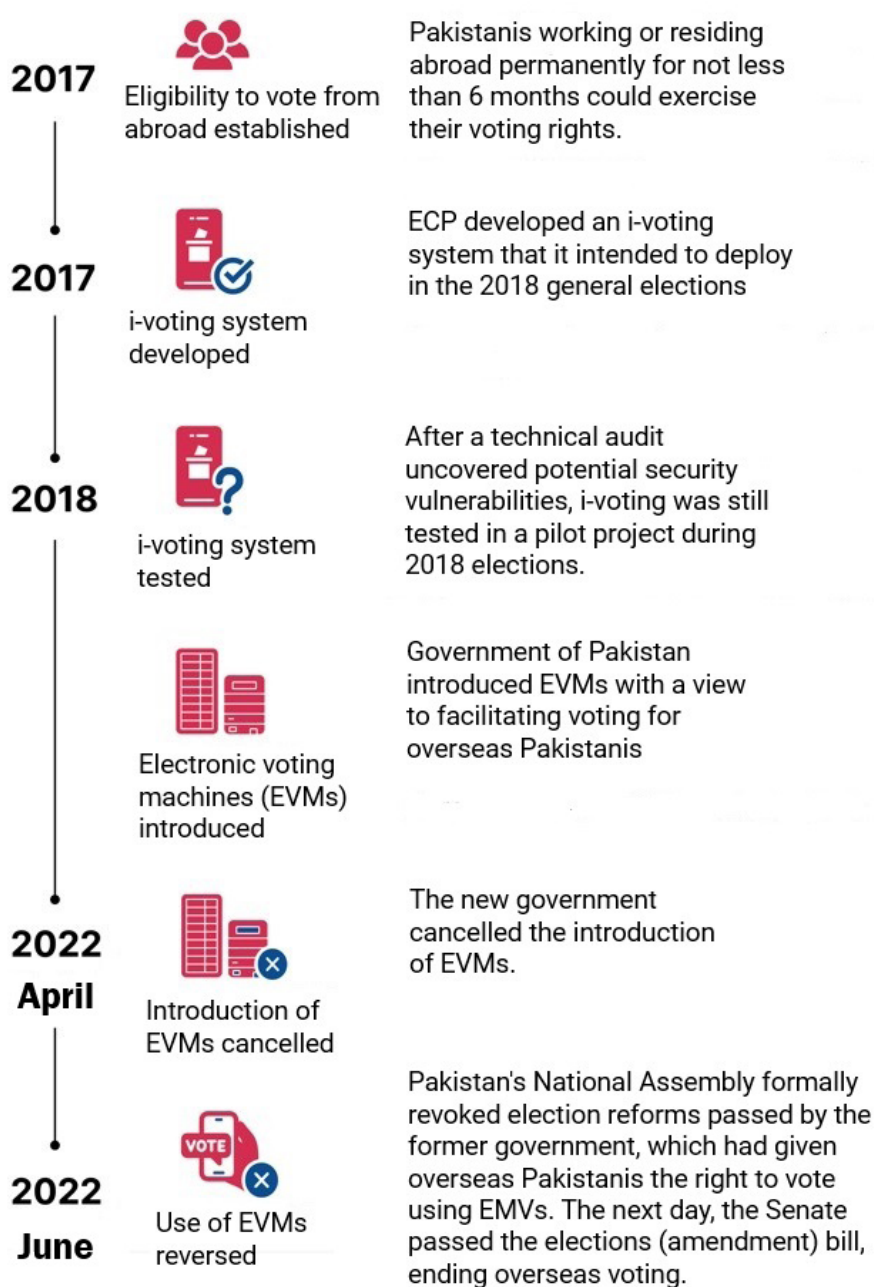 2017
Eligibility to vote from
abroad established
Pakistanis working or residing
abroad permanently for not less
than 6 months could exercise
their voting rights.
2017
i-voting system
developed
ECP developed an i-voting
system that it intended to deploy
in the 2018 general elections
2018
i-voting system
tested
After a technical audit
uncovered potential security
vulnerabilities, i-voting was still
tested in a pilot project during
2018 elections.
Electronic voting
machines (EVMs)
introduced
Government of Pakistan
introduced EVMs with a view
to facilitating voting for
overseas Pakistanis
2022
April
Introduction of
EVMs cancelled
The new government
cancelled the introduction
of EVMs.
2022
June
VOTE
Use of EVMs
reversed
Pakistan's National Assembly formally
revoked election reforms passed by the
former government, which had given
overseas Pakistanis the right to vote
using EMVs. The next day, the Senate
passed the elections (amendment) bill,
ending overseas voting.